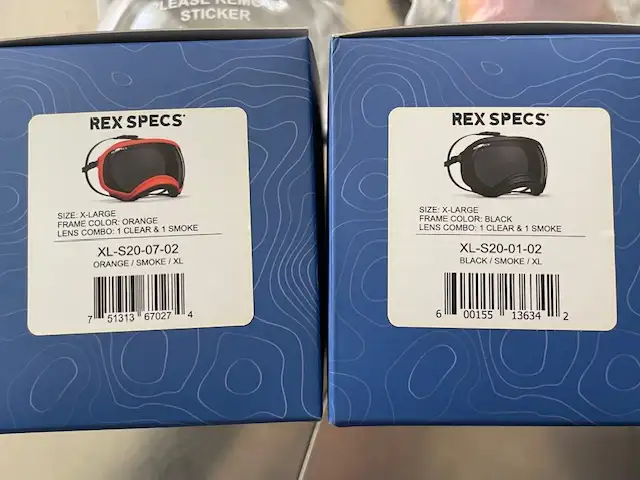 PLEASE REMOVE
STICKER
REX SPECS
SIZE: X-LARGE
FRAME COLOR: ORANGE
LENS COMBO: 1 CLEAR & 1 SMOKE
XL-S20-07-02
ORANGE / SMOKE / XL
7 51313 67027 4
REX SPECS
SIZE: X-LARGE
FRAME COLOR: BLACK
LENS COMBO: 1 CLEAR & 1 SMOKE
XL-S20-01-02
BLACK / SMOKE / XL
6 00155 13634 2